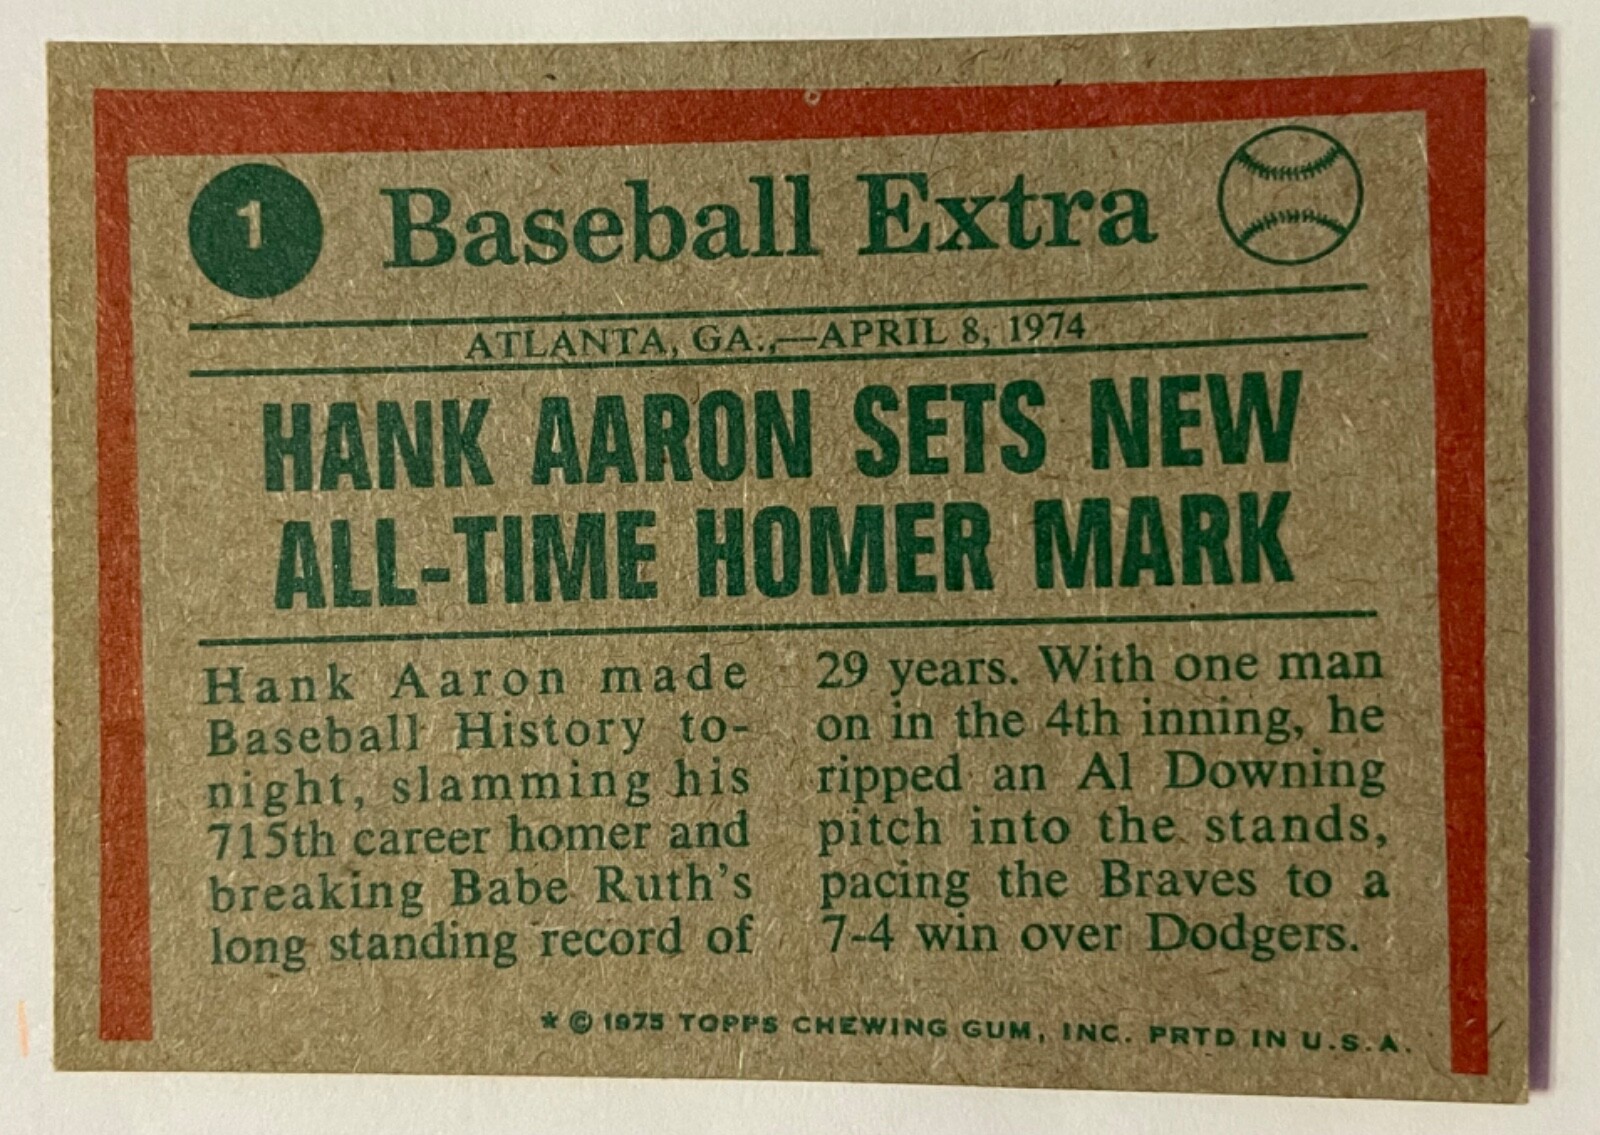 1
Baseball Extra
ATLANTA, GA.,—APRIL 8, 1974
HANK AARON SETS NEW
ALL-TIME HOMER MARK
Hank Aaron made
Baseball History to-
night, slamming his
715th career homer and
breaking Babe Ruth's
long standing record of
29 years. With one man
on in the 4th inning, he
ripped an Al Downing
pitch into the stands,
pacing the Braves to a
7-4 win over Dodgers.
* © 1975 TOPPS CHEWING GUM, INC. PRTD IN U.S.A.